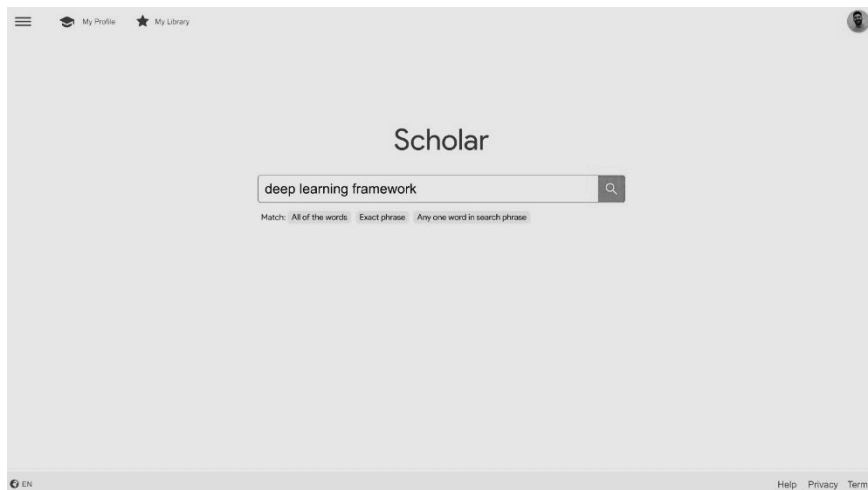 My Profile My Library
Scholar
deep learning framework
Match: All of the words Exact phrase Any one word in search phrase
EN Help Privacy Term